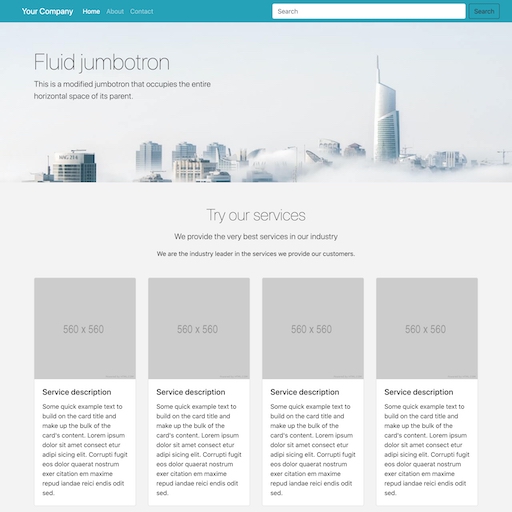 Your Company Home About Contact Search Search
Fluid jumbotron
This is a modified jumbotron that occupies the entire
horizontal space of its parent.
Try our services
We provide the very best services in our industry
We are the industry leader in the services we provide our customers.
560 x 560
560 x 560
560 x 560
560 x 560
Service description
Some quick example text to
build on the card title and
make up the bulk of the
card's content. Lorem ipsum
dolor sit amet consectetur
adipi sicing elit. Corrupti fugit
eos dolor quaerat nostrum
exer citation em maxime
repud iandae reici endis odit
sed.
Service description
Some quick example text to
build on the card title and
make up the bulk of the
card's content. Lorem ipsum
dolor sit amet consectetur
adipi sicing elit. Corrupti fugit
eos dolor quaerat nostrum
exer citation em maxime
repud iandae reici endis odit
sed.
Service description
Some quick example text to
build on the card title and
make up the bulk of the
card's content. Lorem ipsum
dolor sit amet consectetur
adipi sicing elit. Corrupti fugit
eos dolor quaerat nostrum
exer citation em maxime
repud iandae reici endis odit
sed.
Service description
Some quick example text to
build on the card title and
make up the bulk of the
card's content. Lorem ipsum
dolor sit amet consectetur
adipi sicing elit. Corrupti fugit
eos dolor quaerat nostrum
exer citation em maxime
repud iandae reici endis odit
sed.